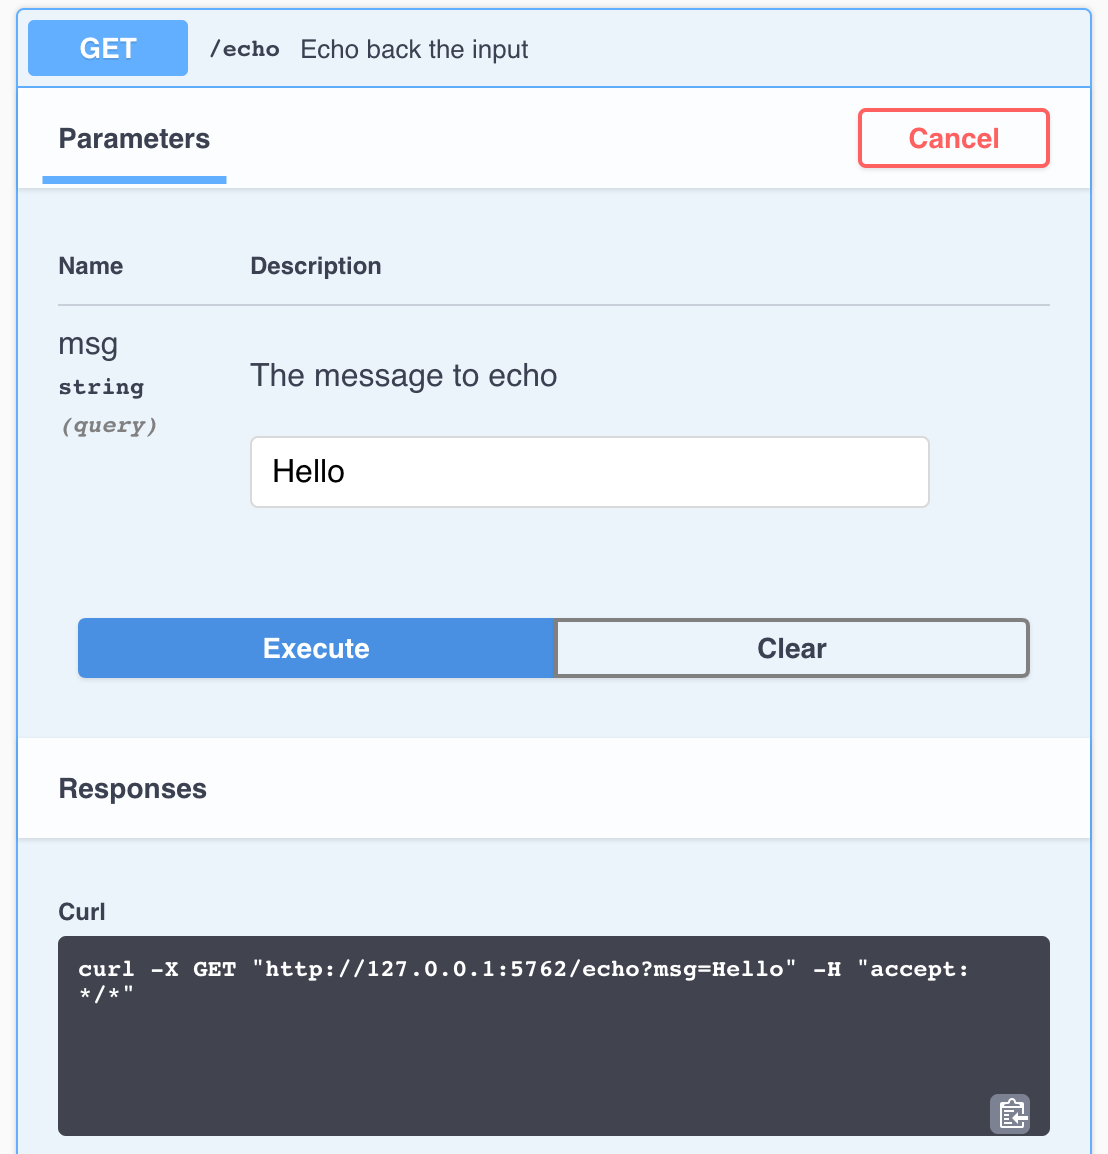 GET /echo Echo back the input
Parameters Cancel
Name Description
msg
The message to echo
string
(query)
Hello
Execute Clear
Responses
Curl
curl -X GET "http://127.0.0.1:5762/echo?msg=Hello" -H "accept:
*/*"